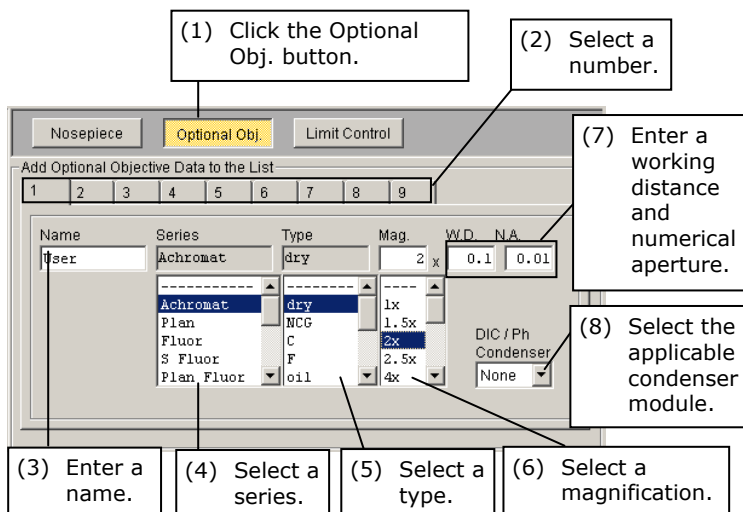 (1) Click the Optional
Obj. button.
(2) Select a
number.
Nosepiece Optional Obj. Limit Control
Add Optional Objective Data to the List
1 2 3 4 5 6 7 8 9
(7) Enter a
working
distance
and
numerical
aperture.
Name Series Type Mag. W.D. N.A.
User Achromat dry 2 x 0.1 0.01
----------- ----------- ----
Achromat dry 1x
Plan NCG 1.5x
Fluor C 2x
S Fluor F 2.5x
Plan Fluor oil 4x
DIC / Ph
Condenser
None
(8) Select the
applicable
condenser
module.
(3) Enter a
name.
(4) Select a
series.
(5) Select a
type.
(6) Select a
magnification.